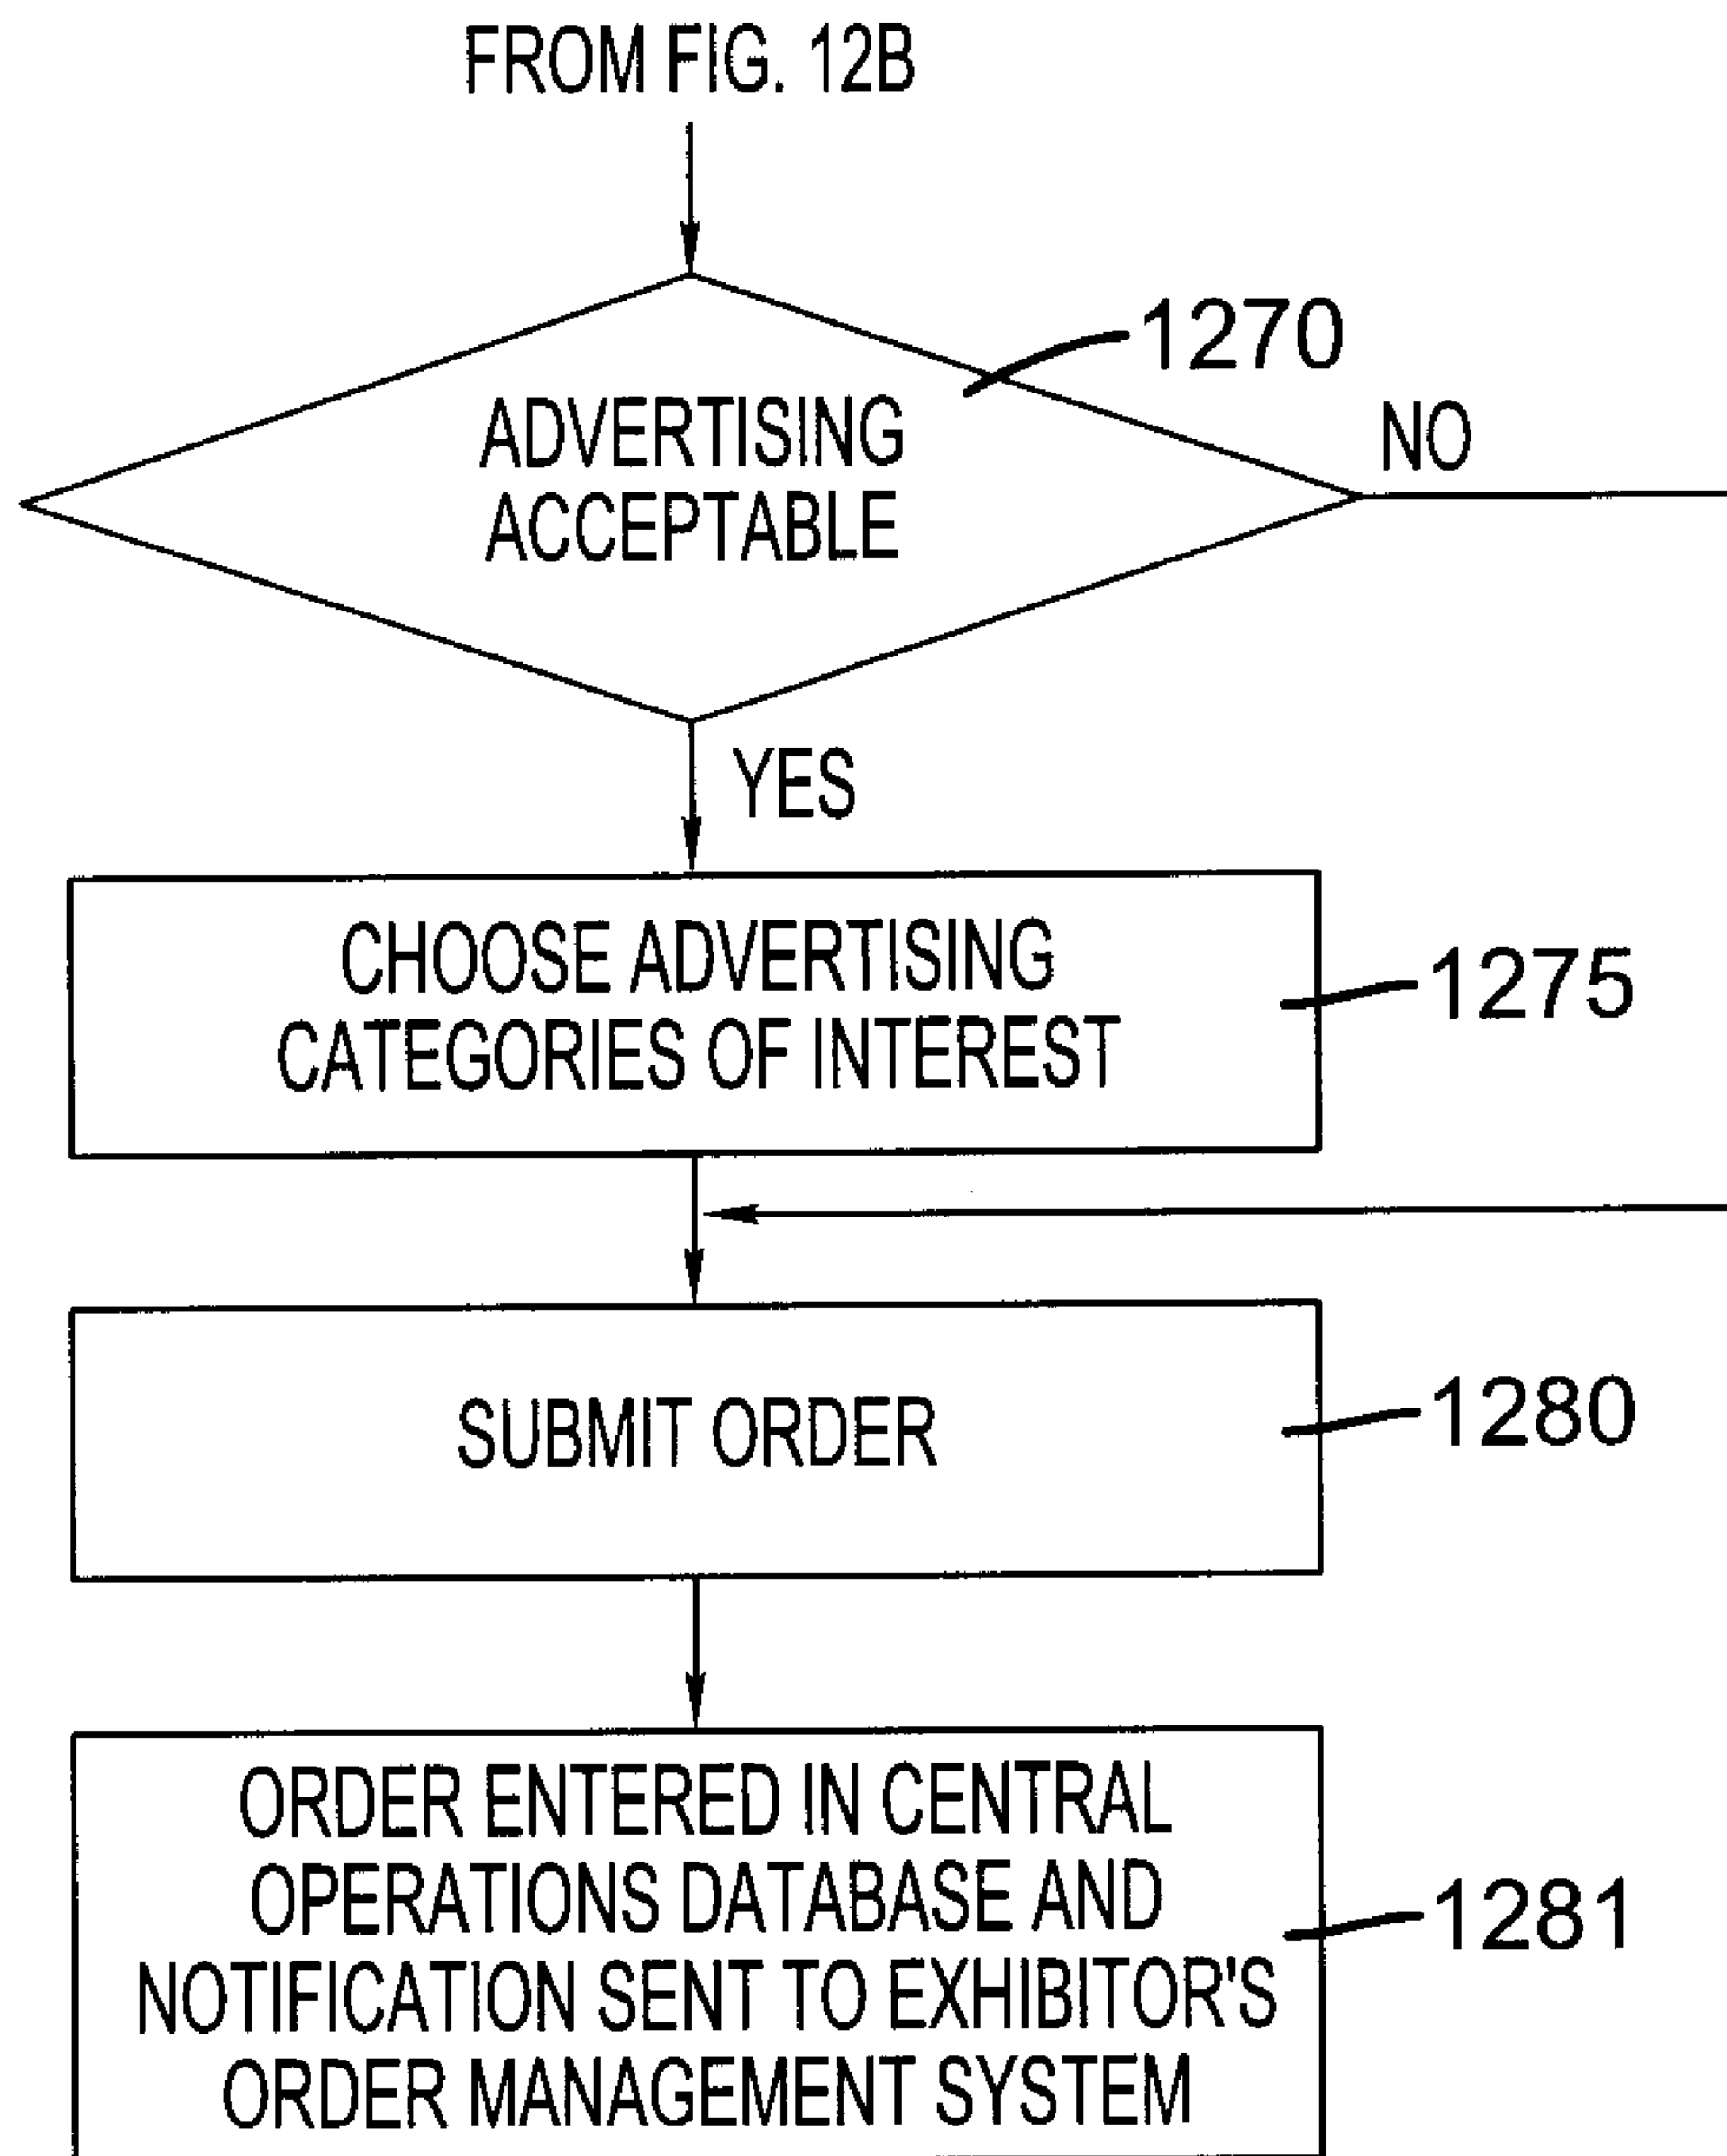 FROM FIG. 12B
1270
ADVERTISING
ACCEPTABLE
NO
YES
CHOOSE ADVERTISING
CATEGORIES OF INTEREST
1275
SUBMIT ORDER
1280
ORDER ENTERED IN CENTRAL
OPERATIONS DATABASE AND
NOTIFICATION SENT TO EXHIBITOR'S
ORDER MANAGEMENT SYSTEM
1281